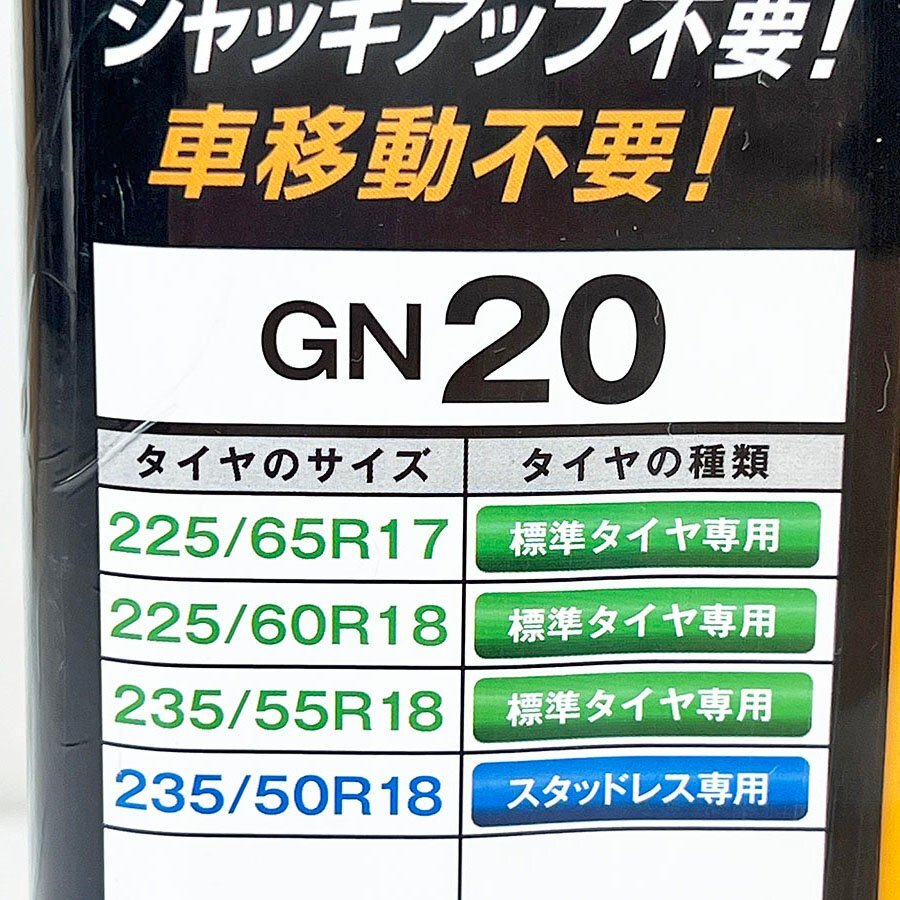 ジャッキアップ不要!
車移動不要!
GN20
タイヤのサイズ タイヤの種類
225/65R17 標準タイヤ専用
225/60R18 標準タイヤ専用
235/55R18 標準タイヤ専用
235/50R18 スタッドレス専用